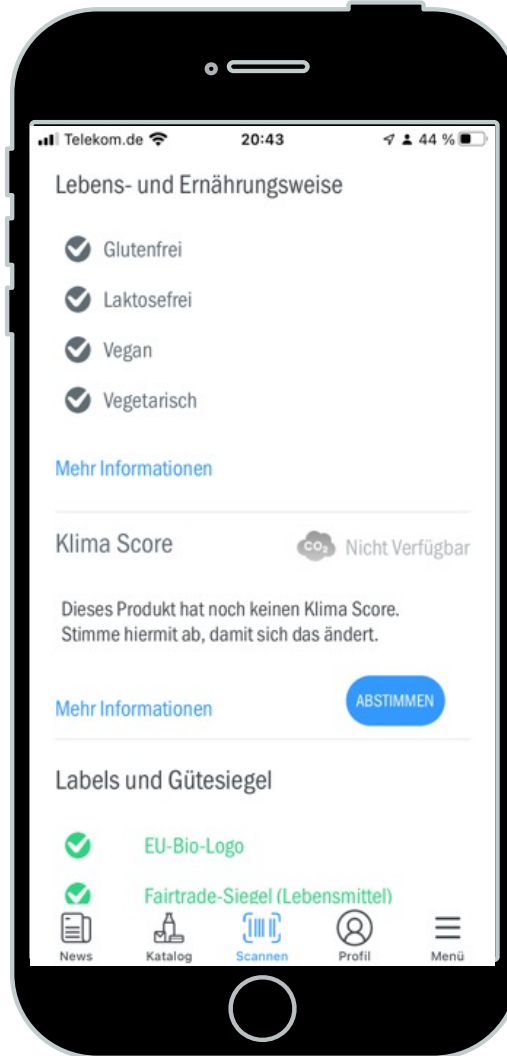 Telekom.de 20:43 44 %
Lebens- und Ernährungsweise
Glutenfrei
Laktosefrei
Vegan
Vegetarisch
Mehr Informationen
Klima Score CO₂ Nicht Verfügbar
Dieses Produkt hat noch keinen Klima Score.
Stimme hiermit ab, damit sich das ändert.
Mehr Informationen ABSTIMMEN
Labels und Gütesiegel
EU-Bio-Logo
Fairtrade-Siegel (Lebensmittel)
News Katalog Scannen Profil Menü